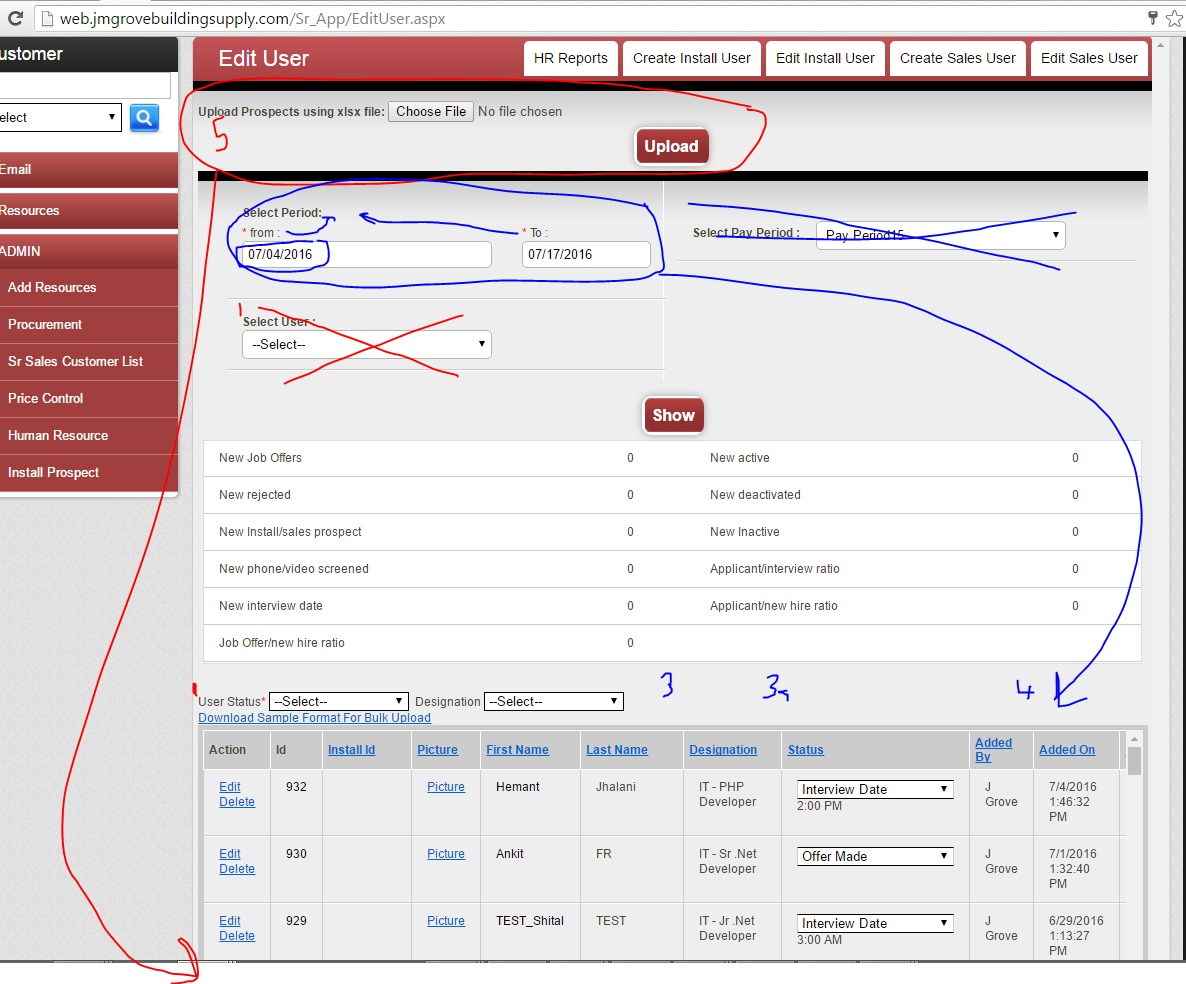 web.jmgrovebuildingsupply.com/Sr_App/EditUser.aspx
ustomer
Edit User
HR Reports
Create Install User
Edit Install User
Create Sales User
Edit Sales User
elect
Upload Prospects using xlsx file: Choose File No file chosen
5
Upload
Email
Resources
ADMIN
Add Resources
Procurement
Sr Sales Customer List
Price Control
Human Resource
Install Prospect
Select Period:
* from :
* To :
07/04/2016
07/17/2016
Select Pay Period :
Pay Period15
1
Select User :
--Select--
Show
New Job Offers 0 New active 0
New rejected 0 New deactivated 0
New Install/sales prospect 0 New Inactive 0
New phone/video screened 0 Applicant/interview ratio 0
New interview date 0 Applicant/new hire ratio 0
Job Offer/new hire ratio 0
3 3a 4
User Status* --Select-- Designation --Select--
Download Sample Format For Bulk Upload
Action Id Install Id Picture First Name Last Name Designation Status Added By Added On
Edit 932 Picture Hemant Jhalani IT - PHP Interview Date J 7/4/2016
Delete Developer 2:00 PM Grove 1:46:32
PM
Edit 930 Picture Ankit FR IT - Sr .Net Offer Made J 7/1/2016
Delete Developer Grove 1:32:40
PM
Edit 929 Picture TEST_Shital TEST IT - Jr .Net Interview Date J 6/29/2016
Delete Developer 3:00 AM Grove 1:13:27
PM